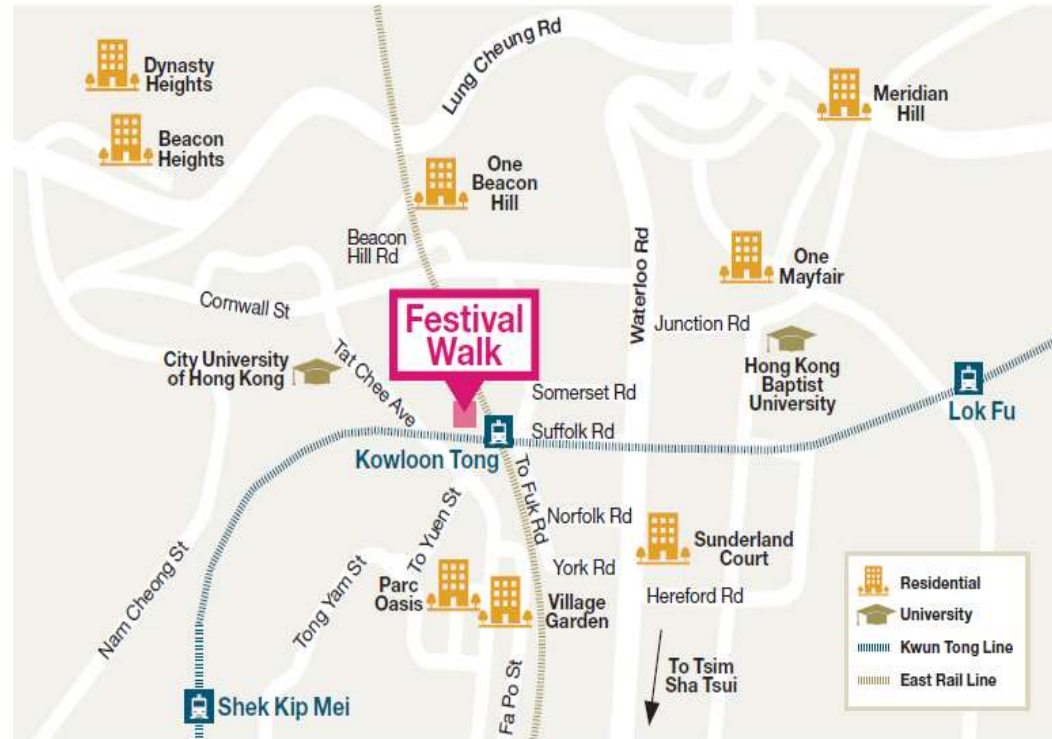 Lung Cheung Rd
Dynasty
Heights
Meridian
Hill
Beacon
Heights
One
Beacon
Hill
Beacon
Hill Rd
Waterloo Rd
One
Mayfair
Cornwall St
Festival
Walk
Junction Rd
Tat Chee Ave
City University
of Hong Kong
Hong Kong
Baptist
University
Somerset Rd
Lok Fu
Suffolk Rd
Kowloon Tong
To Fuk Rd
To Yuen St
Norfolk Rd
Sunderland
Court
York Rd
Nam Cheong St
Tong Yam St
Parc
Oasis
Village
Garden
Hereford Rd
Residential
University
Kwun Tong Line
East Rail Line
To Tsim
Sha Tsui
Shek Kip Mei
Fa Po St